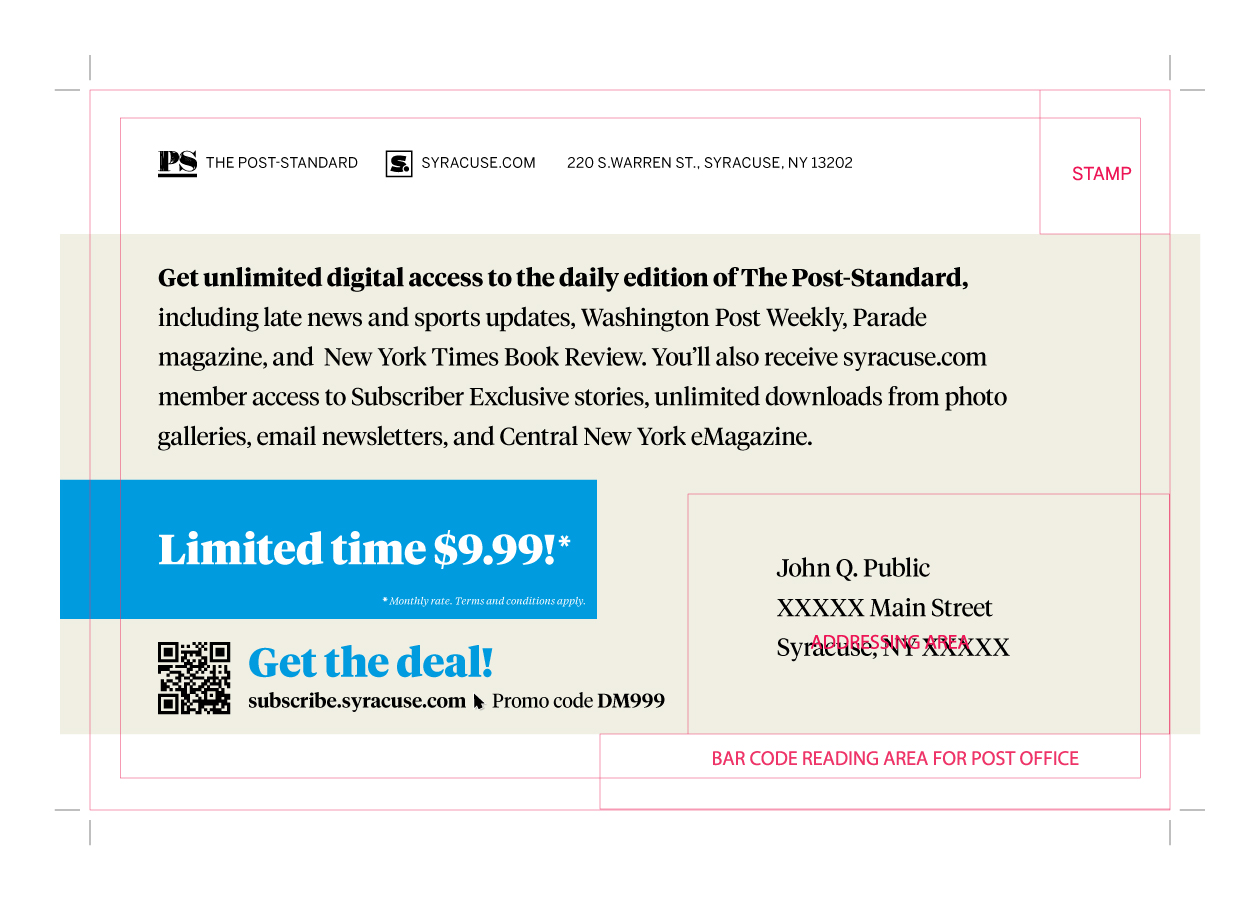 PS THE POST-STANDARD S. SYRACUSE.COM 220 S.WARREN ST., SYRACUSE, NY 13202
STAMP
Get unlimited digital access to the daily edition of The Post-Standard,
including late news and sports updates, Washington Post Weekly, Parade
magazine, and  New York Times Book Review. You’ll also receive syracuse.com
member access to Subscriber Exclusive stories, unlimited downloads from photo
galleries, email newsletters, and Central New York eMagazine.
Limited time $9.99!*
* Monthly rate. Terms and conditions apply.
Get the deal!
subscribe.syracuse.com Promo code DM999
John Q. Public
XXXXX Main Street
Syracuse, NY XXXXX
ADDRESSING AREA
BAR CODE READING AREA FOR POST OFFICE